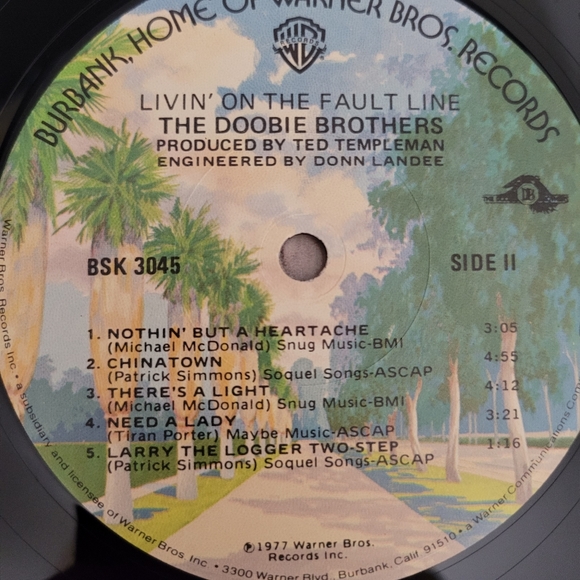 BURBANK, HOME OF WARNER BROS. RECORDS
RECORDS
LIVIN' ON THE FAULT LINE
THE DOOBIE BROTHERS
PRODUCED BY TED TEMPLEMAN
ENGINEERED BY DONN LANDEE
DB
BSK 3045
SIDE II
1. NOTHIN' BUT A HEARTACHE 3:05
(Michael McDonald) Snug Music-BMI
2. CHINATOWN 4:55
(Patrick Simmons) Soquel Songs-ASCAP
3. THERE'S A LIGHT 4:12
(Michael McDonald) Snug Music-BMI
4. NEED A LADY 3:21
(Tiran Porter) Maybe Music-ASCAP
5. LARRY THE LOGGER TWO-STEP 1:16
(Patrick Simmons) Soquel Songs-ASCAP
℗1977 Warner Bros.
Records Inc.
Warner Bros. Records Inc. • a subsidiary and licensee of Warner Bros. Inc. • 3300 Warner Blvd., Burbank, Calif. 91510 • a Warner Communications